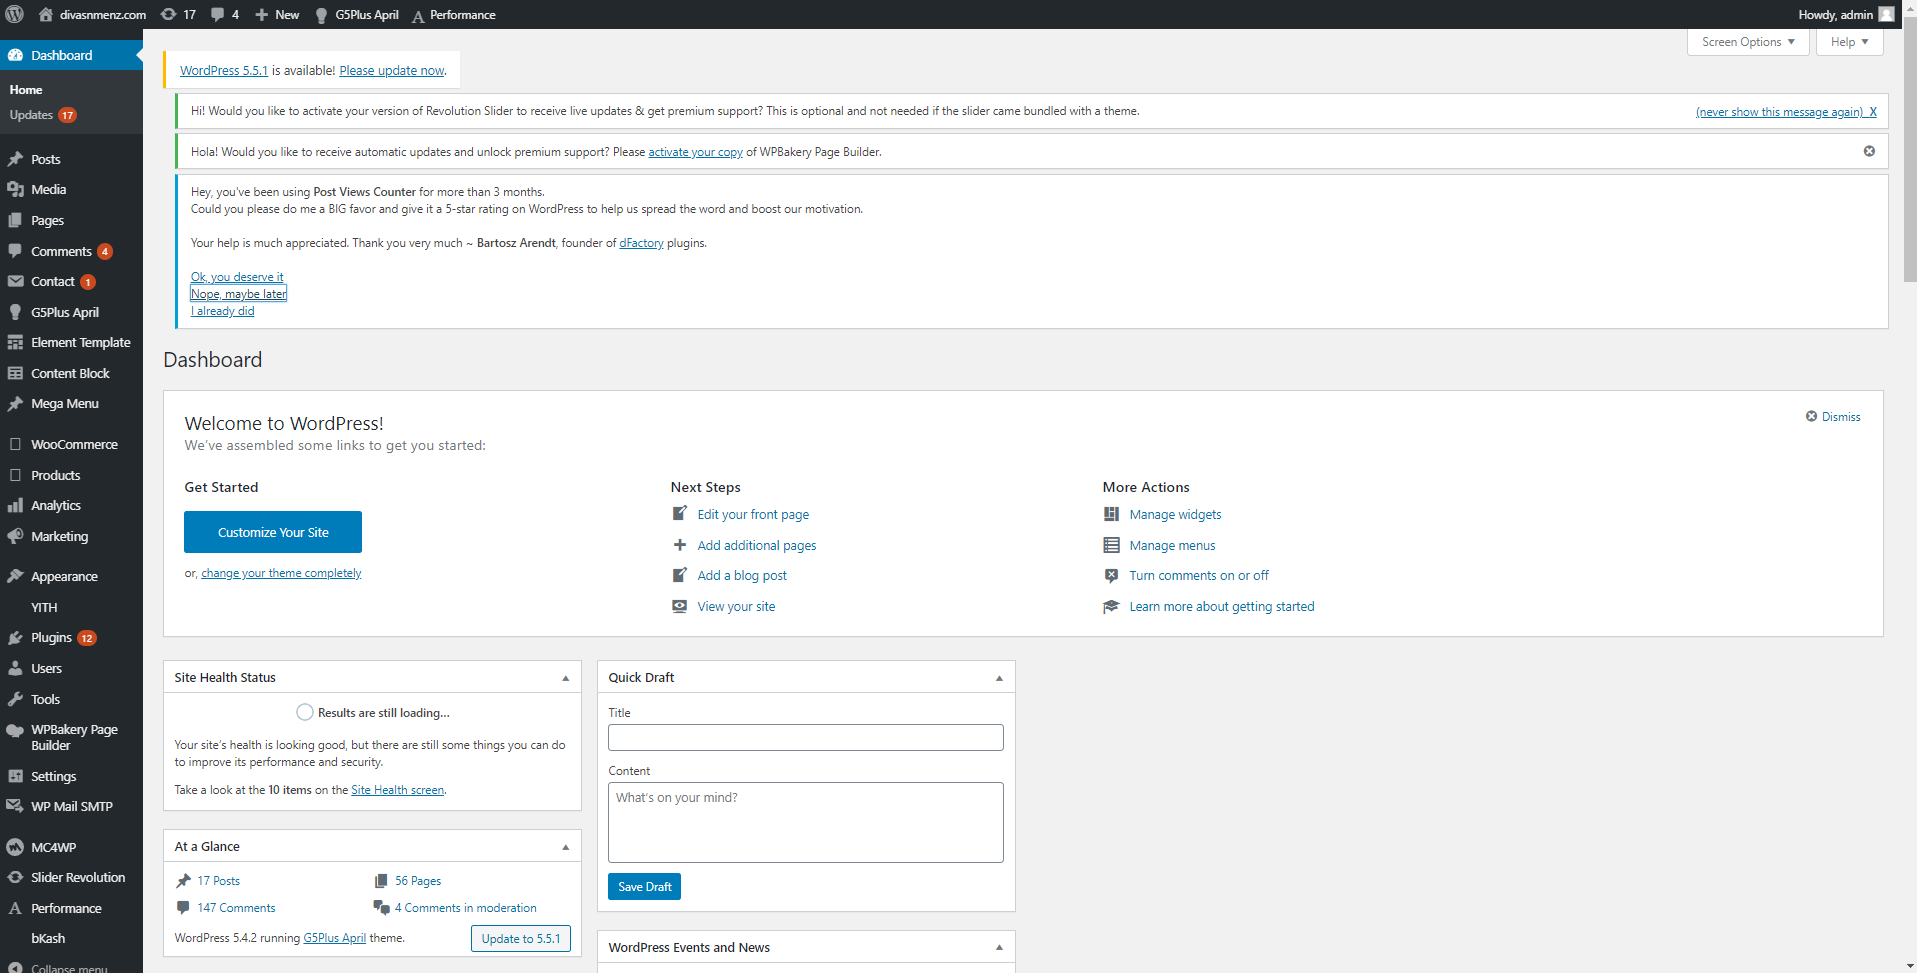 divasnmenz.com 17 4 New G5Plus April Performance Howdy, admin
Dashboard
Home
Updates 17
Posts
Media
Pages
Comments 4
Contact 1
G5Plus April
Element Template
Content Block
Mega Menu
WooCommerce
Products
Analytics
Marketing
Appearance
YITH
Plugins 12
Users
Tools
WPBakery Page
Builder
Settings
WP Mail SMTP
MC4WP
Slider Revolution
Performance
bKash
Collapse menu
Screen Options Help
WordPress 5.5.1 is available! Please update now.
Hi! Would you like to activate your version of Revolution Slider to receive live updates & get premium support? This is optional and not needed if the slider came bundled with a theme. (never show this message again) X
Hola! Would you like to receive automatic updates and unlock premium support? Please activate your copy of WPBakery Page Builder.
Hey, you've been using Post Views Counter for more than 3 months.
Could you please do me a BIG favor and give it a 5-star rating on WordPress to help us spread the word and boost our motivation.
Your help is much appreciated. Thank you very much ~ Bartosz Arendt, founder of dFactory plugins.
Ok, you deserve it
Nope, maybe later
I already did
Dashboard
Welcome to WordPress!
Dismiss
We've assembled some links to get you started:
Get Started
Customize Your Site
or, change your theme completely
Next Steps
Edit your front page
Add additional pages
Add a blog post
View your site
More Actions
Manage widgets
Manage menus
Turn comments on or off
Learn more about getting started
Site Health Status
Results are still loading...
Your site's health is looking good, but there are still some things you can do
to improve its performance and security.
Take a look at the 10 items on the Site Health screen.
At a Glance
17 Posts 56 Pages
147 Comments 4 Comments in moderation
WordPress 5.4.2 running G5Plus April theme. Update to 5.5.1
Quick Draft
Title
Content
What's on your mind?
Save Draft
WordPress Events and News